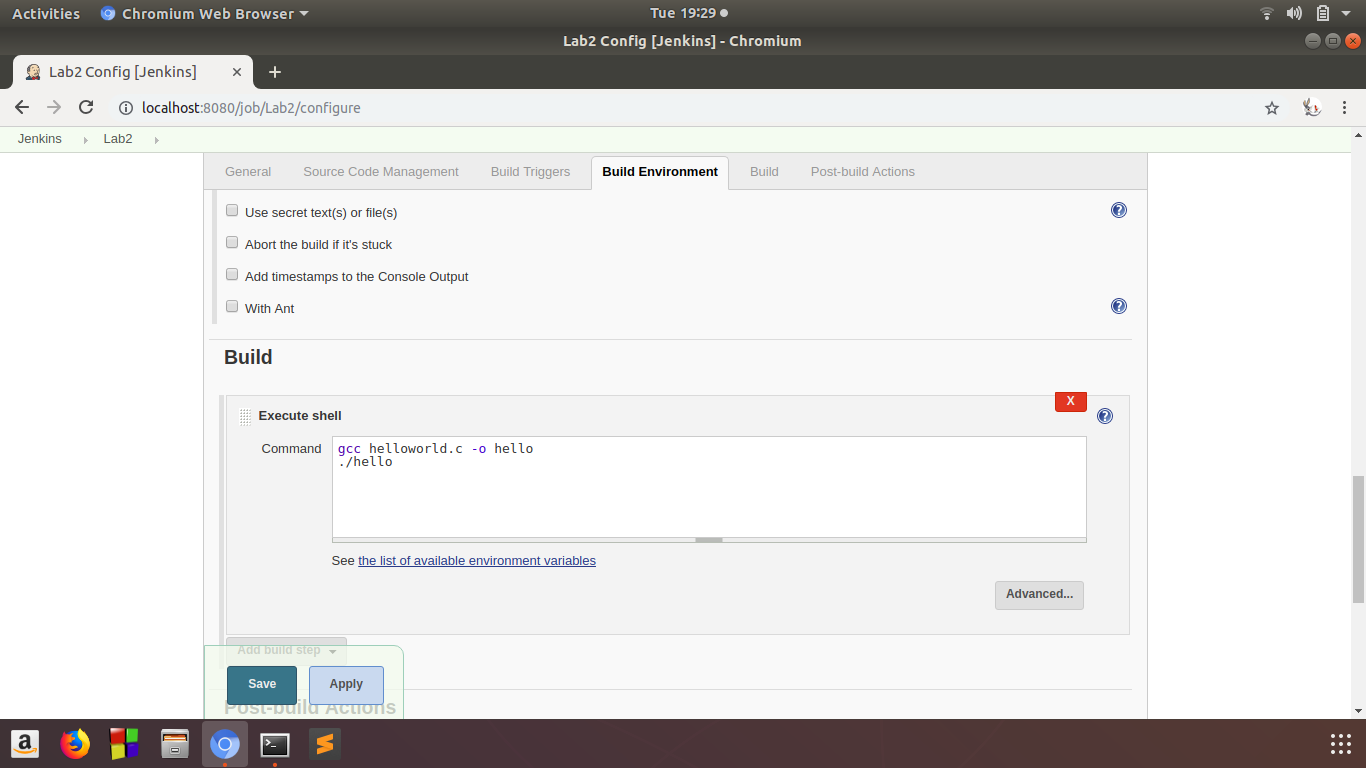 Activities Chromium Web Browser Tue 19:29
Lab2 Config [Jenkins] - Chromium
Lab2 Config [Jenkins]
localhost:8080/job/Lab2/configure
Jenkins Lab2
General Source Code Management Build Triggers Build Environment Build Post-build Actions
Use secret text(s) or file(s)
Abort the build if it's stuck
Add timestamps to the Console Output
With Ant
Build
X
Execute shell
Command
gcc helloworld.c -o hello
./hello
See the list of available environment variables
Advanced...
Add build step
Save Apply
Post-build Actions